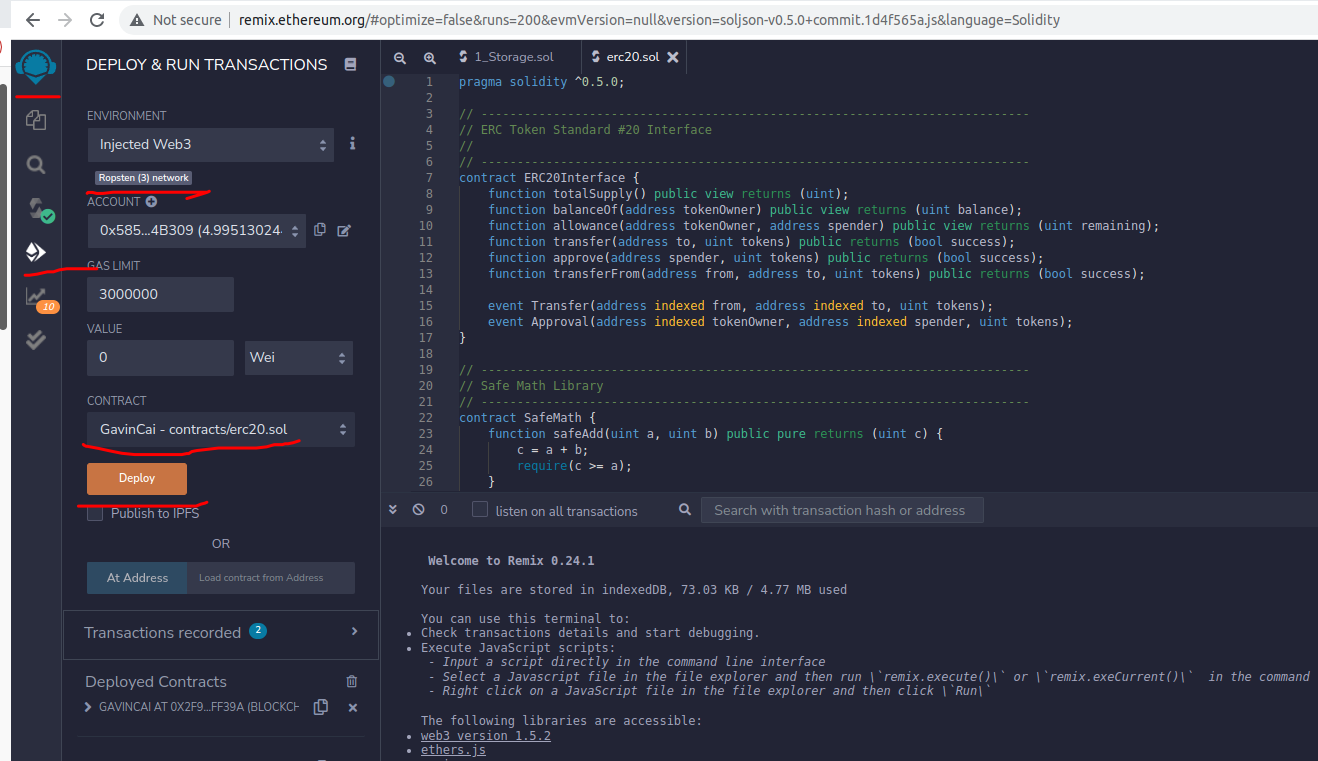 Not secure | remix.ethereum.org/#optimize=false&runs=200&evmVersion=null&version=soljson-v0.5.0+commit.1d4f565a.js&language=Solidity
DEPLOY & RUN TRANSACTIONS
ENVIRONMENT
Injected Web3
Ropsten (3) network
ACCOUNT
0x585...4B309 (4.99513024
GAS LIMIT
3000000
10
VALUE
0
Wei
CONTRACT
GavinCai - contracts/erc20.sol
Deploy
Publish to IPFS
OR
At Address
Load contract from Address
Transactions recorded 2
Deployed Contracts
GAVINCAI AT 0X2F9...FF39A (BLOCKCH
1_Storage.sol
erc20.sol
1 pragma solidity ^0.5.0;
2
3 // ----------------------------------------------------------------------------
4 // ERC Token Standard #20 Interface
5 //
6 // ----------------------------------------------------------------------------
7 contract ERC20Interface {
8 function totalSupply() public view returns (uint);
9 function balanceOf(address tokenOwner) public view returns (uint balance);
10 function allowance(address tokenOwner, address spender) public view returns (uint remaining);
11 function transfer(address to, uint tokens) public returns (bool success);
12 function approve(address spender, uint tokens) public returns (bool success);
13 function transferFrom(address from, address to, uint tokens) public returns (bool success);
14
15 event Transfer(address indexed from, address indexed to, uint tokens);
16 event Approval(address indexed tokenOwner, address indexed spender, uint tokens);
17 }
18
19 // ----------------------------------------------------------------------------
20 // Safe Math Library
21 // ----------------------------------------------------------------------------
22 contract SafeMath {
23 function safeAdd(uint a, uint b) public pure returns (uint c) {
24 c = a + b;
25 require(c >= a);
26 }
0
listen on all transactions
Search with transaction hash or address
Welcome to Remix 0.24.1
Your files are stored in indexedDB, 73.03 KB / 4.77 MB used
You can use this terminal to:
• Check transactions details and start debugging.
• Execute JavaScript scripts:
- Input a script directly in the command line interface
- Select a Javascript file in the file explorer and then run \`remix.execute()\` or \`remix.exeCurrent()\` in the command
- Right click on a JavaScript file in the file explorer and then click \`Run\`
The following libraries are accessible:
• web3 version 1.5.2
• ethers.js